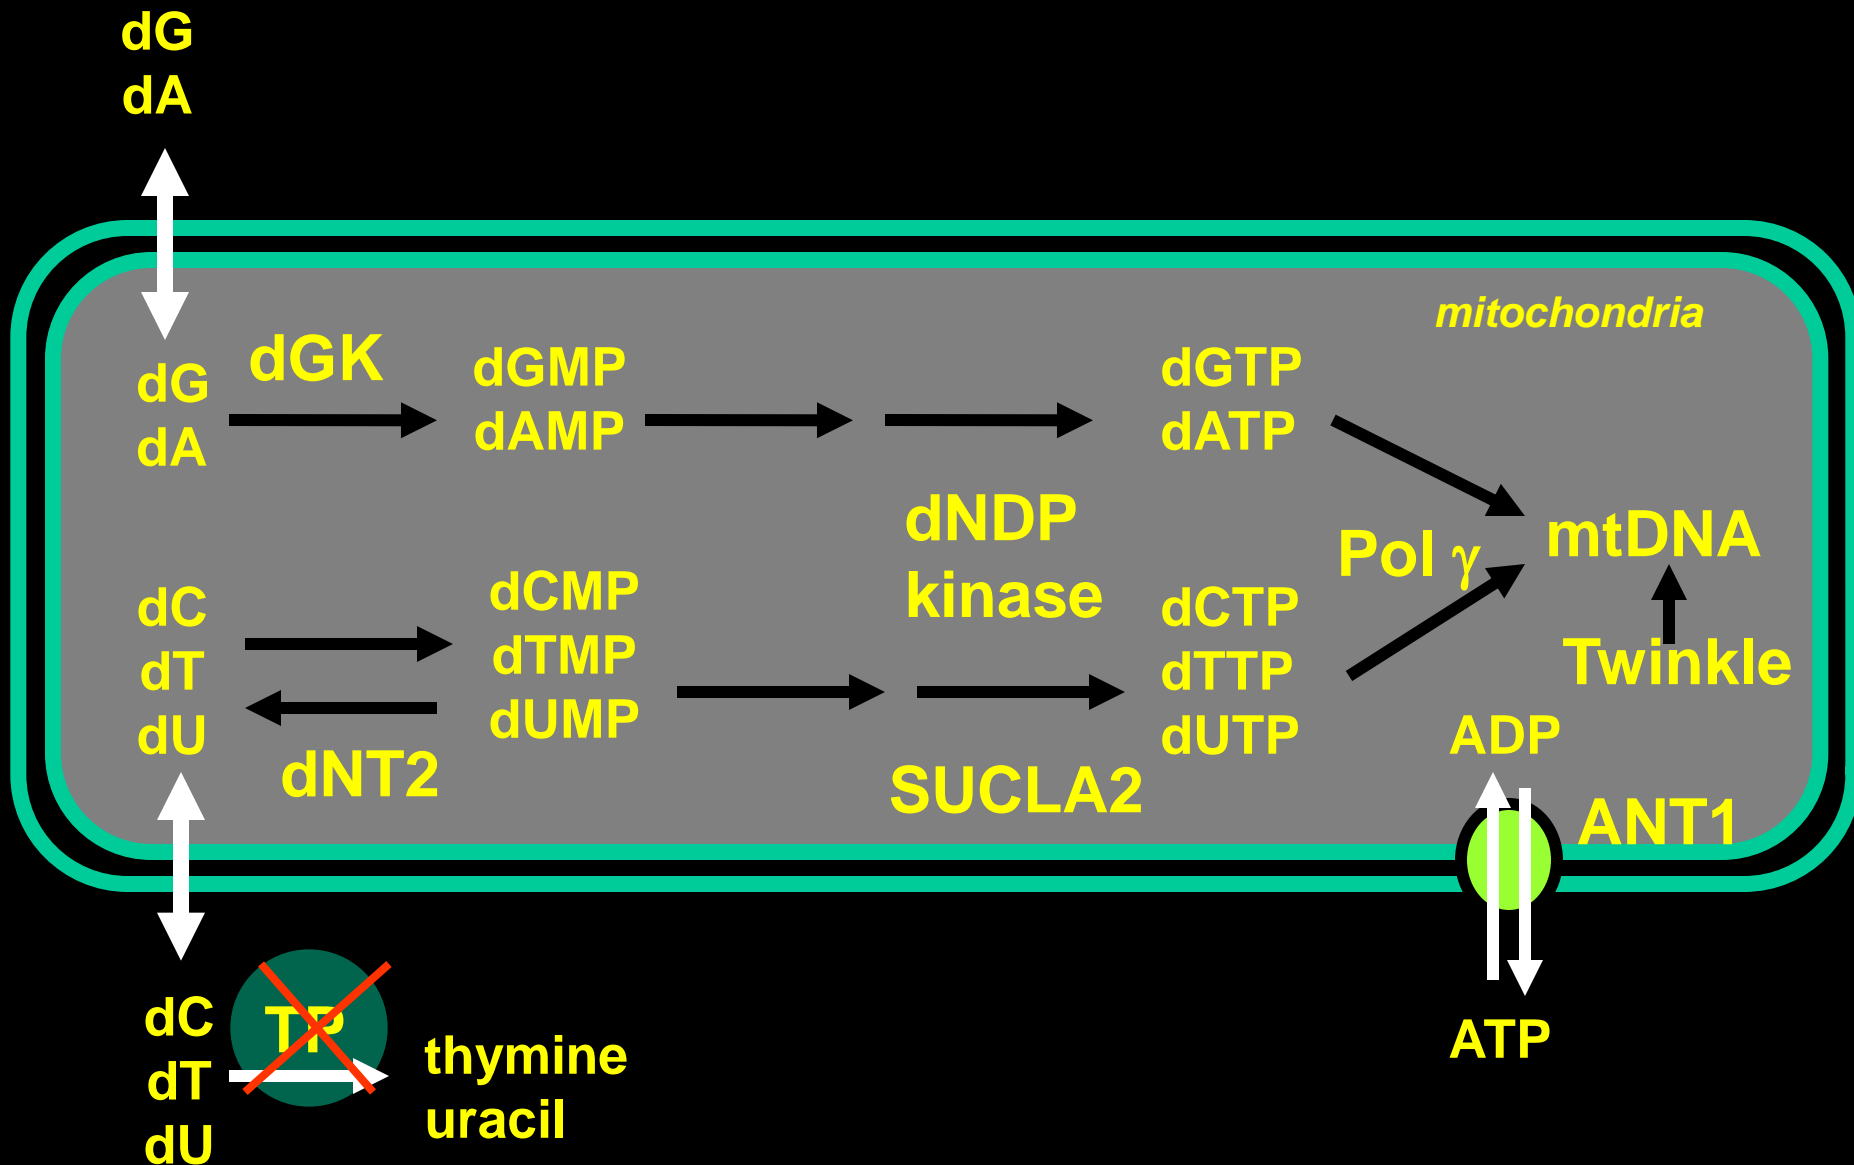 dG
dA
mitochondria
dG
dA
dGK
dGMP
dAMP
dGTP
dATP
dNDP
kinase
Pol γ
mtDNA
Twinkle
dC
dT
dU
dCMP
dTMP
dUMP
dNT2
SUCLA2
dCTP
dTTP
dUTP
ADP
ANT1
ATP
dC
dT
dU
TP
thymine
uracil